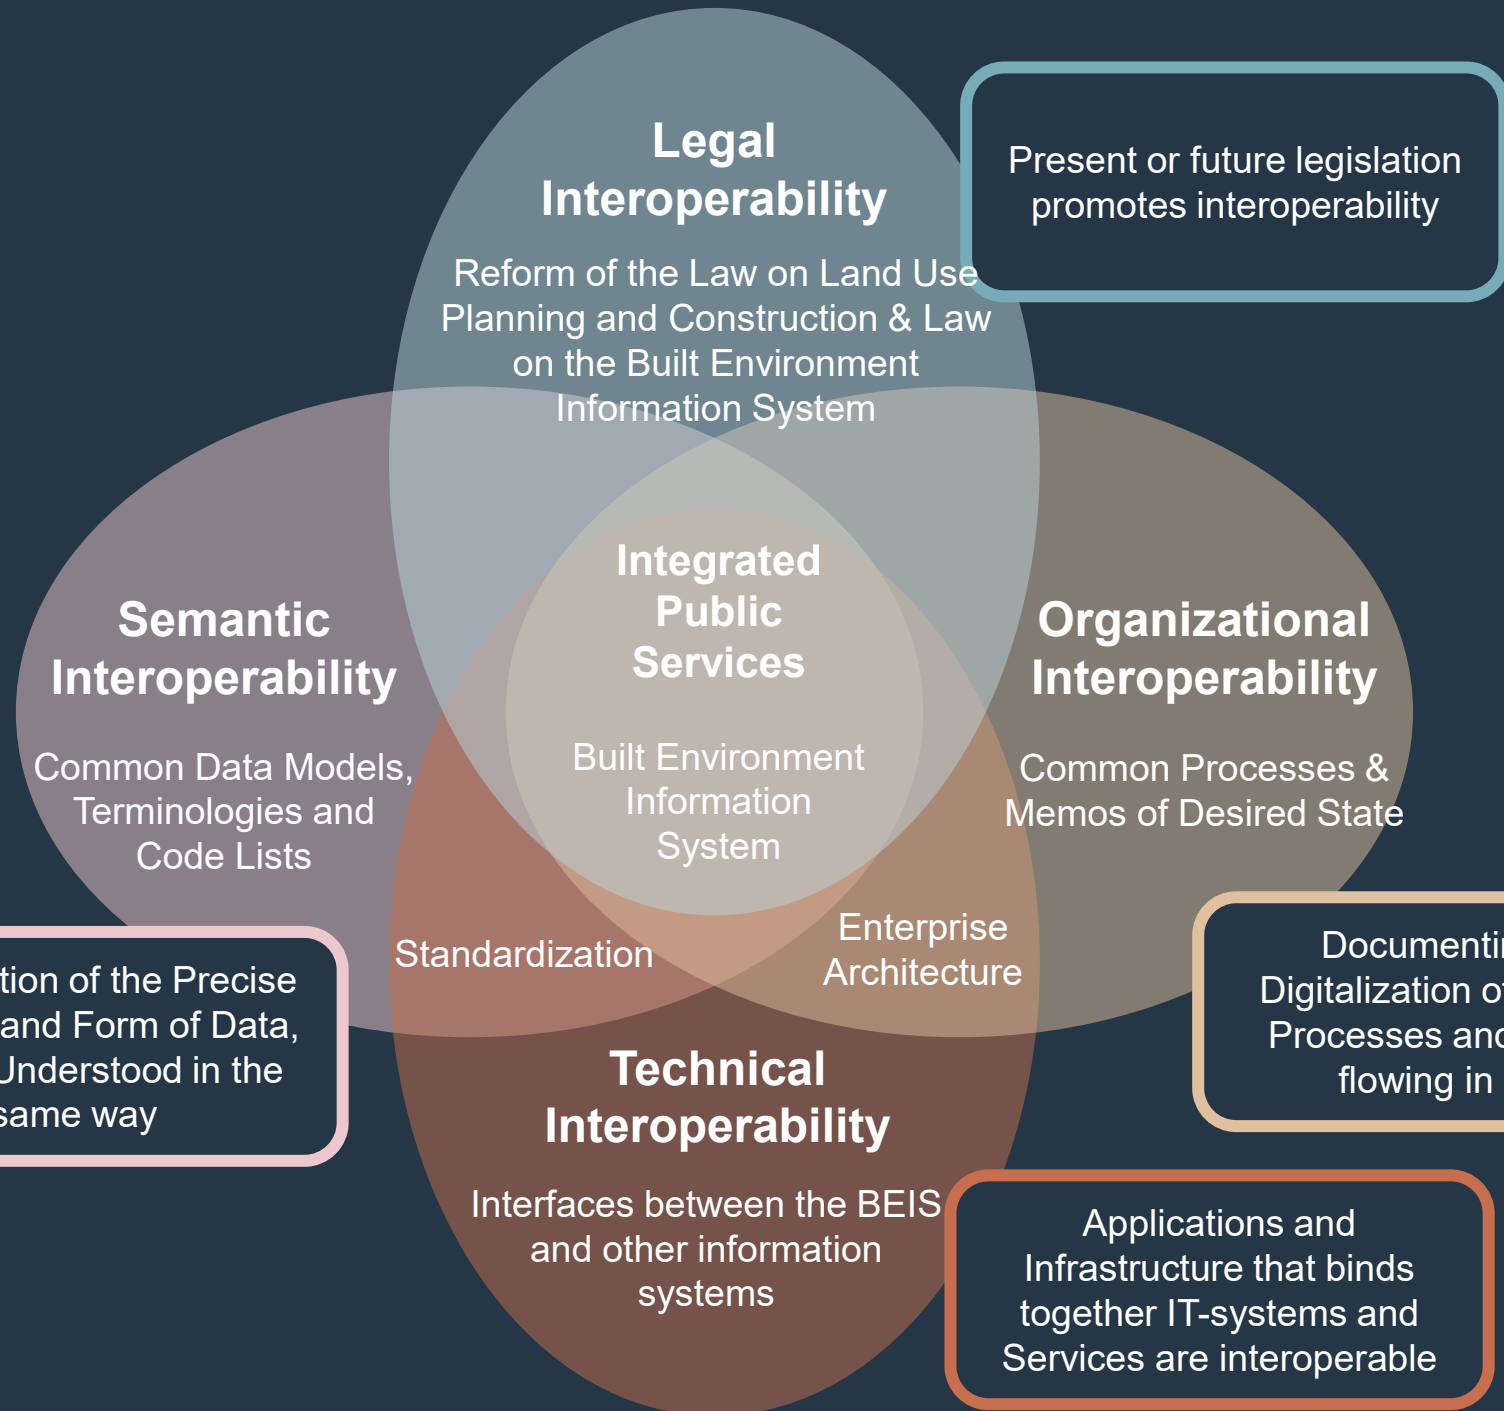 Legal
Interoperability
Reform of the Law on Land Use
Planning and Construction & Law
on the Built Environment
Information System
Present or future legislation
promotes interoperability
Integrated
Public
Services
Built Environment
Information
System
Semantic
Interoperability
Common Data Models,
Terminologies and
Code Lists
Organizational
Interoperability
Common Processes &
Memos of Desired State
Standardization
Enterprise
Architecture
tion of the Precise
and Form of Data,
Understood in the
same way
Digitalization of
Processes
flowing in
Technical
Interoperability
Interfaces between the BEIS
and other information
systems
Applications and
Infrastructure that binds
together IT-systems and
Services are interoperable